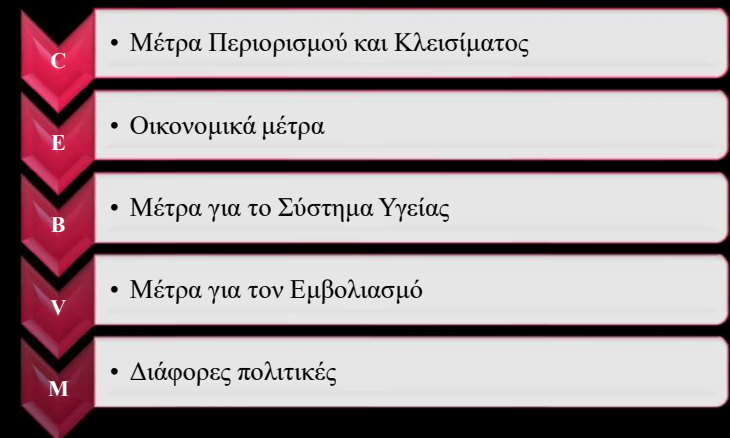 C
• Μέτρα Περιορισμού και Κλεισίματος
E
• Οικονομικά μέτρα
B
• Μέτρα για το Σύστημα Υγείας
V
• Μέτρα για τον Εμβολιασμό
M
• Διάφορες πολιτικές